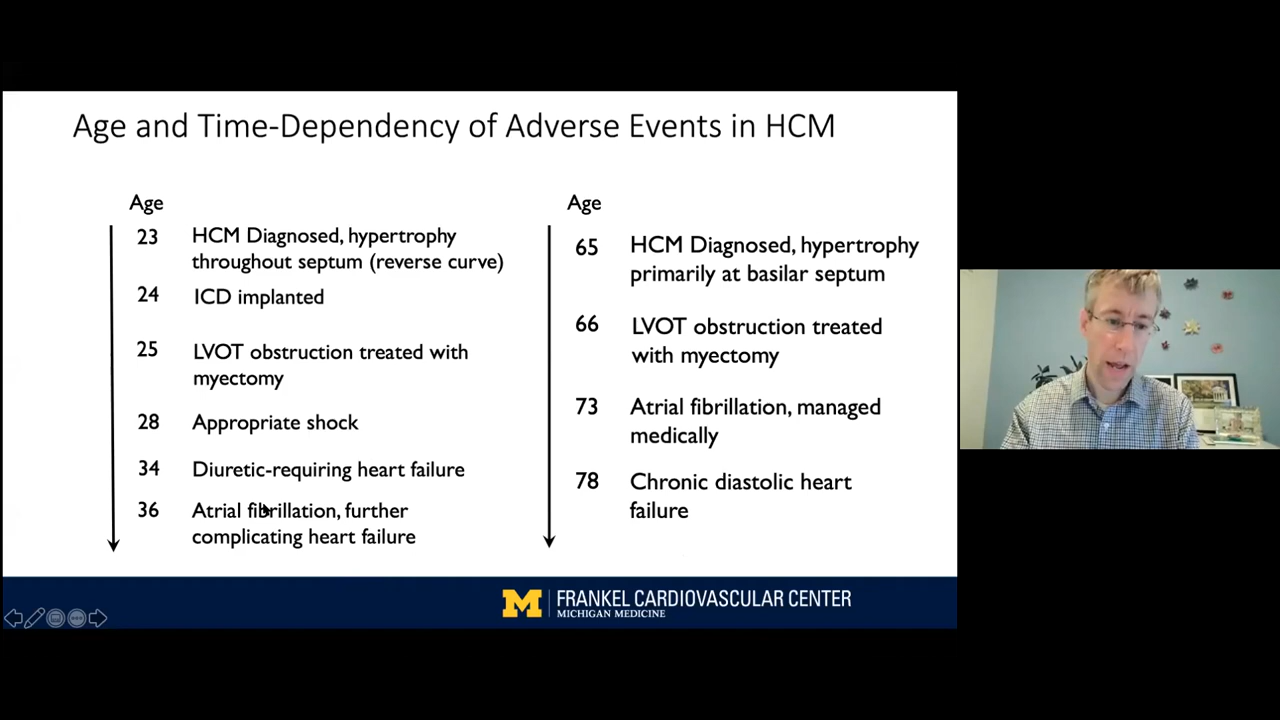 Age and Time-Dependency of Adverse Events in HCM
Age
23 HCM Diagnosed, hypertrophy
throughout septum (reverse curve)
24 ICD implanted
25 LVOT obstruction treated with
myectomy
28 Appropriate shock
34 Diuretic-requiring heart failure
36 Atrial fibrillation, further
complicating heart failure
Age
65 HCM Diagnosed, hypertrophy
primarily at basilar septum
66 LVOT obstruction treated
with myectomy
73 Atrial fibrillation, managed
medically
78 Chronic diastolic heart
failure
M FRANKEL CARDIOVASCULAR CENTER
MICHIGAN MEDICINE